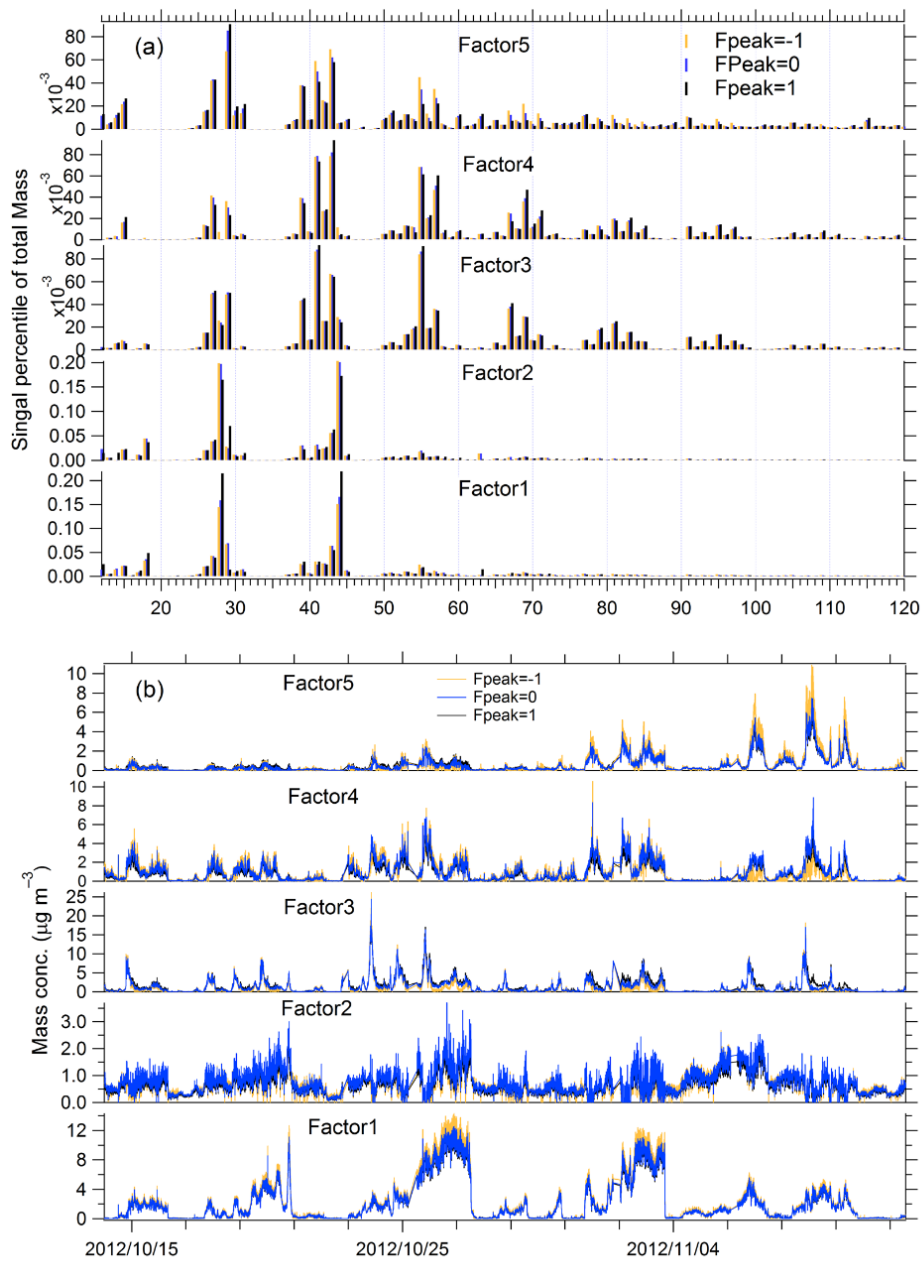 (a)
Factor5
Fpeak=-1
FPeak=0
Fpeak=1
80
40
0
x10-3
Factor4
80
60
40
20
0
x10-3
Factor3
80
60
40
20
0
x10-3
Factor2
0.20
0.15
0.10
0.05
0.00
Factor1
0.20
0.15
0.10
0.05
0.00
Singal percentile of total Mass
20 30 40 50 60 70 80 90 100 110 120
(b)
Factor5
Fpeak=-1
Fpeak=0
Fpeak=1
10
8
6
4
2
0
Factor4
10
8
6
4
2
0
Factor3
25
20
15
10
5
0
Factor2
3.0
2.0
1.0
0.0
Factor1
12
8
4
0
Mass conc. (µg m−3)
2012/10/15 2012/10/25 2012/11/04